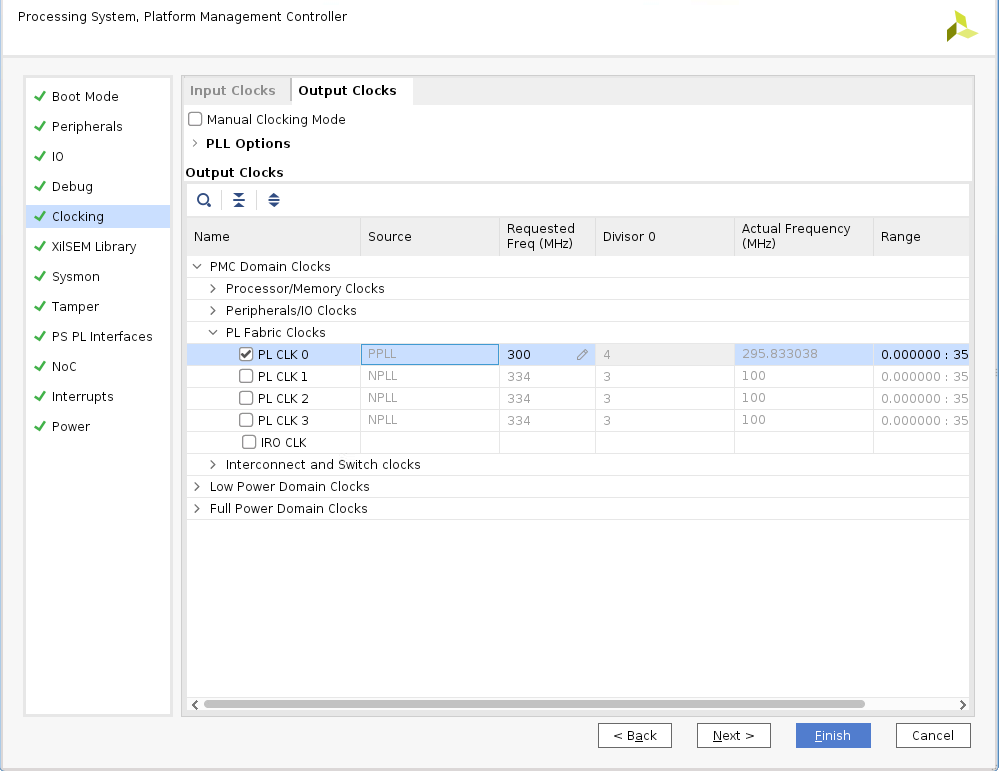 Processing System, Platform Management Controller
Boot Mode
Peripherals
IO
Debug
Clocking
XilSEM Library
Sysmon
Tamper
PS PL Interfaces
NoC
Interrupts
Power
Input Clocks Output Clocks
Manual Clocking Mode
PLL Options
Output Clocks
Name Source Requested Freq (MHz) Divisor 0 Actual Frequency (MHz) Range
PMC Domain Clocks
Processor/Memory Clocks
Peripherals/IO Clocks
PL Fabric Clocks
PL CLK 0 PPLL 300 4 295.833038 0.000000 : 35
PL CLK 1 NPLL 334 3 100 0.000000 : 35
PL CLK 2 NPLL 334 3 100 0.000000 : 35
PL CLK 3 NPLL 334 3 100 0.000000 : 35
IRO CLK
Interconnect and Switch clocks
Low Power Domain Clocks
Full Power Domain Clocks
< Back Next > Finish Cancel